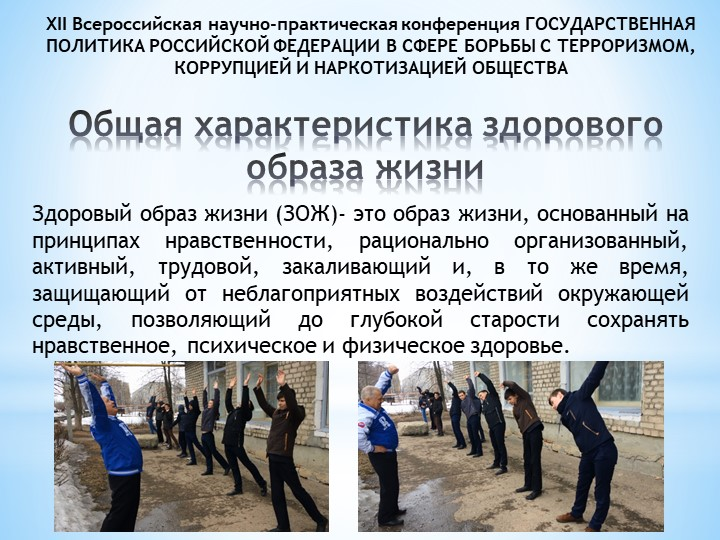 XII Всероссийская научно-практическая конференция ГОСУДАРСТВЕННАЯ
ПОЛИТИКА РОССИЙСКОЙ ФЕДЕРАЦИИ В СФЕРЕ БОРЬБЫ С ТЕРРОРИЗМОМ,
КОРРУПЦИЕЙ И НАРКОТИЗАЦИЕЙ ОБЩЕСТВА
Общая характеристика здорового
образа жизни
Здоровый образ жизни (ЗОЖ)- это образ жизни, основанный на
принципах нравственности, рационально организованный,
активный, трудовой, закаливающий и, в то же время,
защищающий от неблагоприятных воздействий окружающей
среды, позволяющий до глубокой старости сохранять
нравственное, психическое и физическое здоровье.